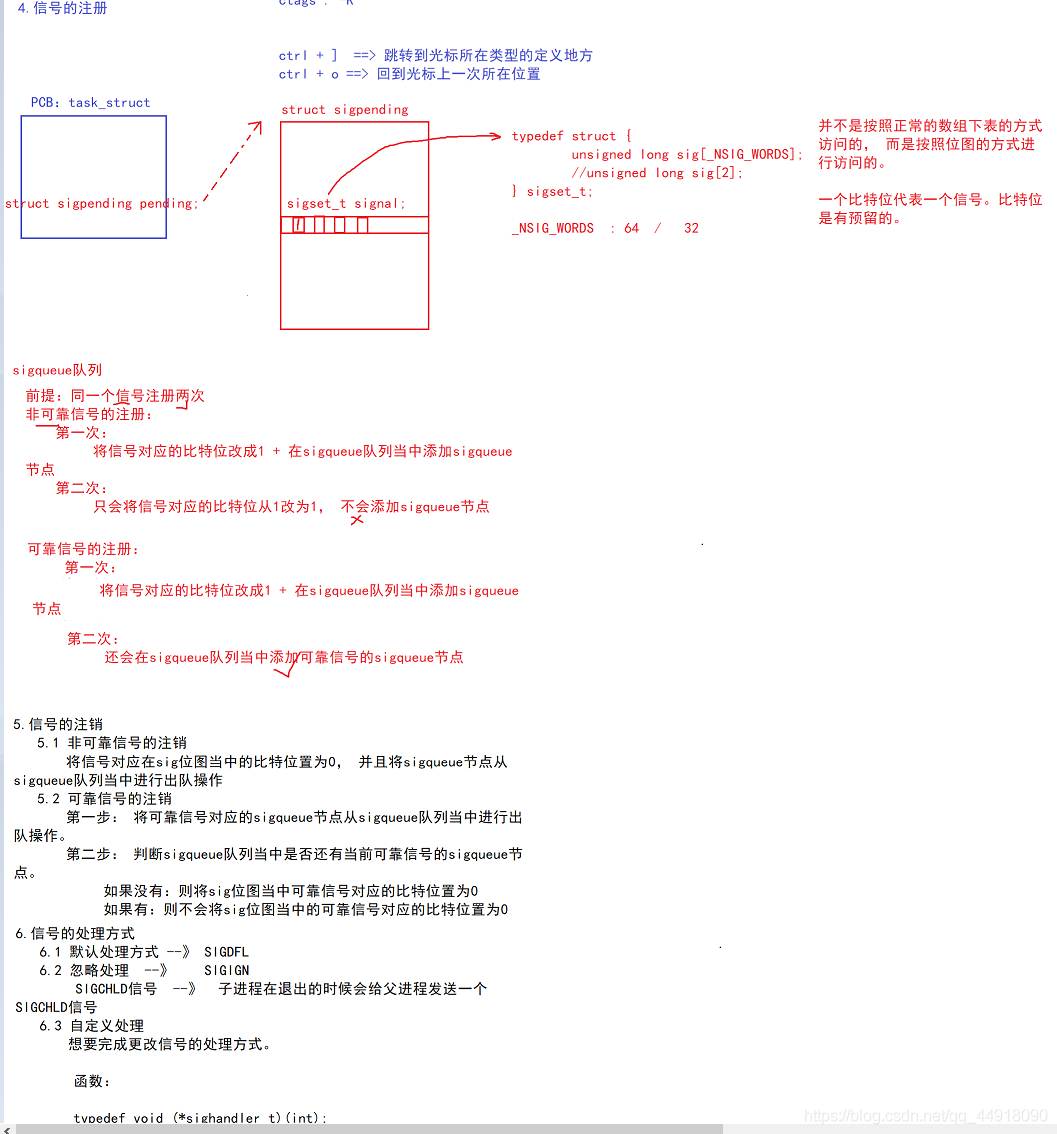 4.信号的注册
ctags : -R
ctrl + ] ==> 跳转到光标所在类型的定义地方
ctrl + o ==> 回到光标上一次所在位置
PCB：task_struct
struct sigpending pending;
struct sigpending
sigset_t signal;
typedef struct {
unsigned long sig[_NSIG_WORDS];
//unsigned long sig[2];
} sigset_t;
_NSIG_WORDS : 64 / 32
并不是按照正常的数组下表的方式
访问的， 而是按照位图的方式进
行访问的。
一个比特位代表一个信号。比特位
是有预留的。
sigqueue队列
前提：同一个信号注册两次
非可靠信号的注册：
第一次：
将信号对应的比特位改成1 + 在sigqueue队列当中添加sigqueue
节点
第二次：
只会将信号对应的比特位从1改为1， 不会添加sigqueue节点
可靠信号的注册：
第一次：
将信号对应的比特位改成1 + 在sigqueue队列当中添加sigqueue
节点
第二次：
还会在sigqueue队列当中添加可靠信号的sigqueue节点
5.信号的注销
5.1 非可靠信号的注销
将信号对应在sig位图当中的比特位置为0， 并且将sigqueue节点从
sigqueue队列当中进行出队操作
5.2 可靠信号的注销
第一步： 将可靠信号对应的sigqueue节点从sigqueue队列当中进行出
队操作。
第二步： 判断sigqueue队列当中是否还有当前可靠信号的sigqueue节
点。
如果没有：则将sig位图当中可靠信号对应的比特位置为0
如果有：则不会将sig位图当中的可靠信号对应的比特位置为0
6.信号的处理方式
6.1 默认处理方式 --》 SIGDFL
6.2 忽略处理 --》 SIGIGN
SIGCHLD信号 --》 子进程在退出的时候会给父进程发送一个
SIGCHLD信号
6.3 自定义处理
想要完成更改信号的处理方式。
函数：
typedef void (*sighandler_t)(int);
https://blog.csdn.net/qq_44918090